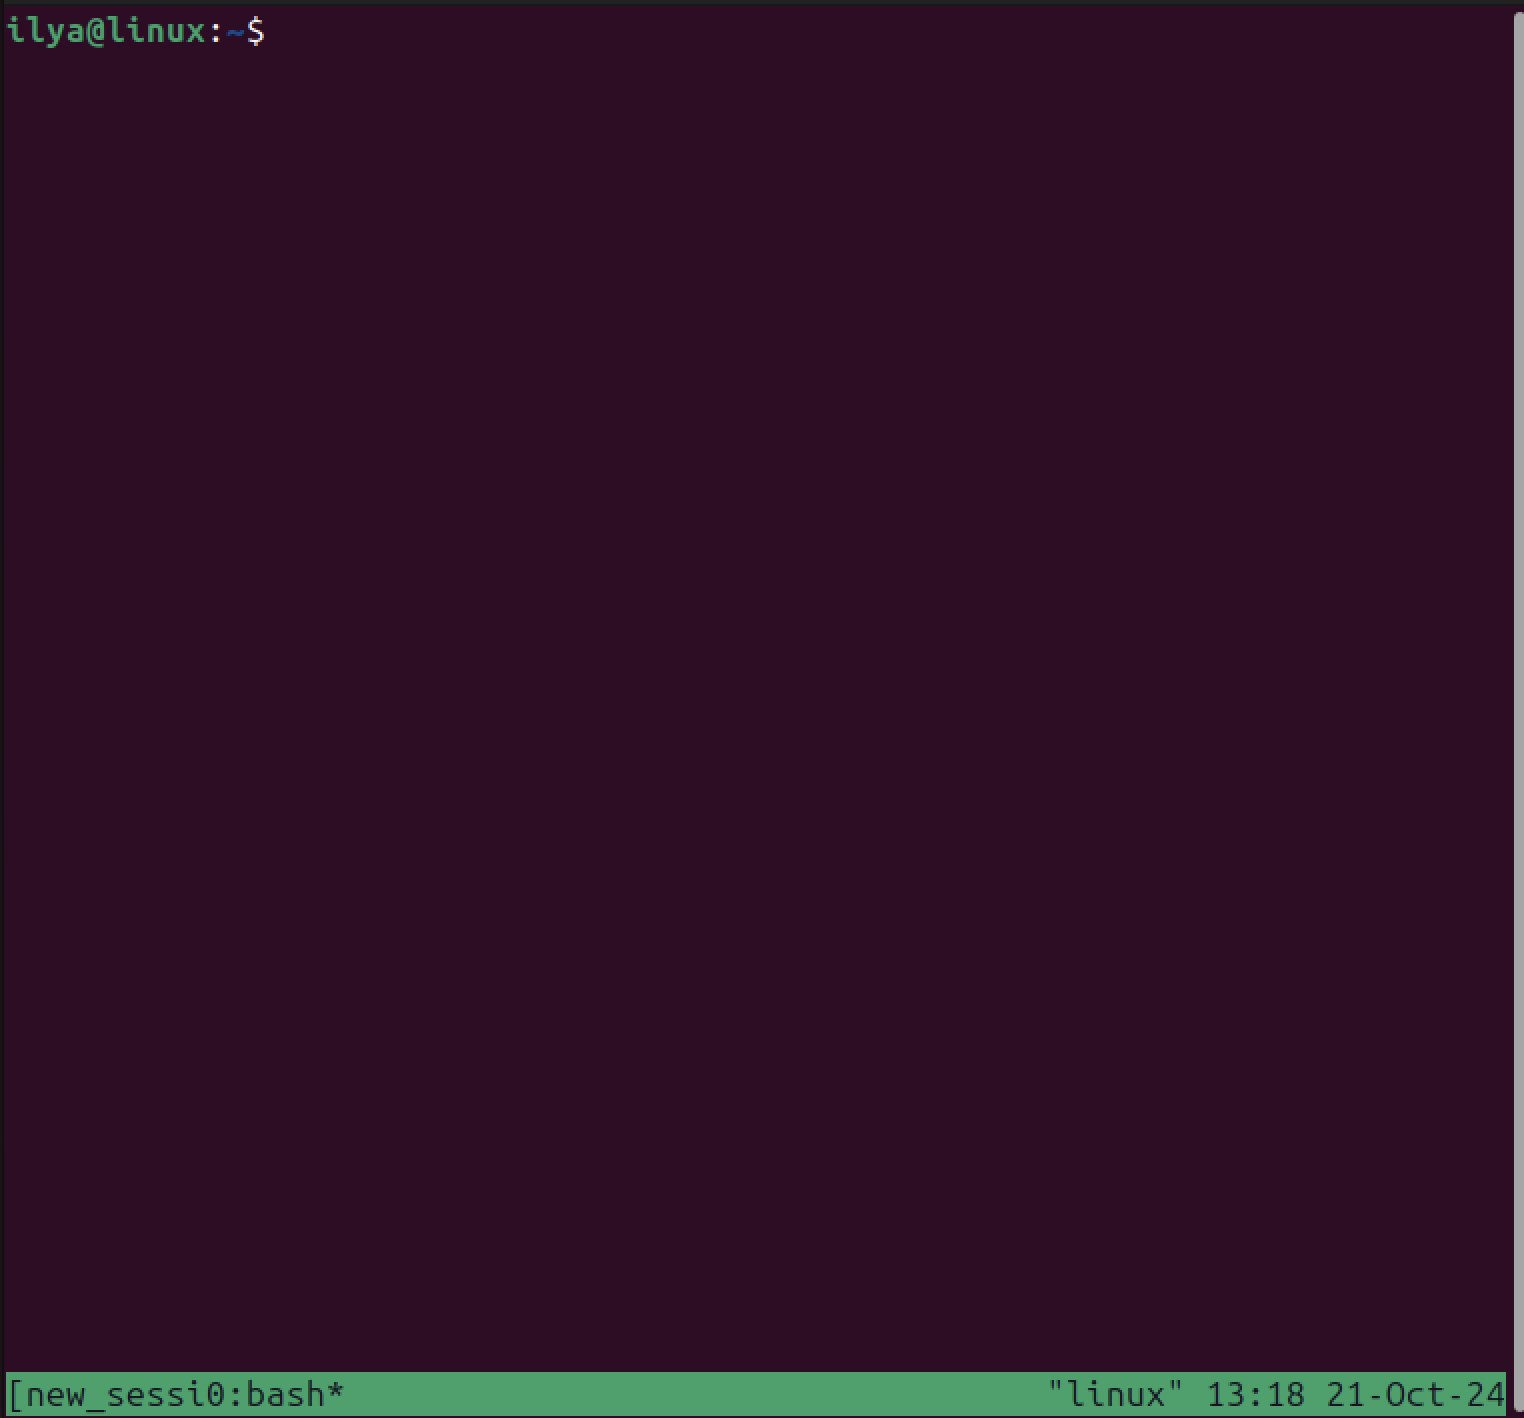 ilya@linux:~$
[new_sessi0:bash* "linux" 13:18 21-Oct-24